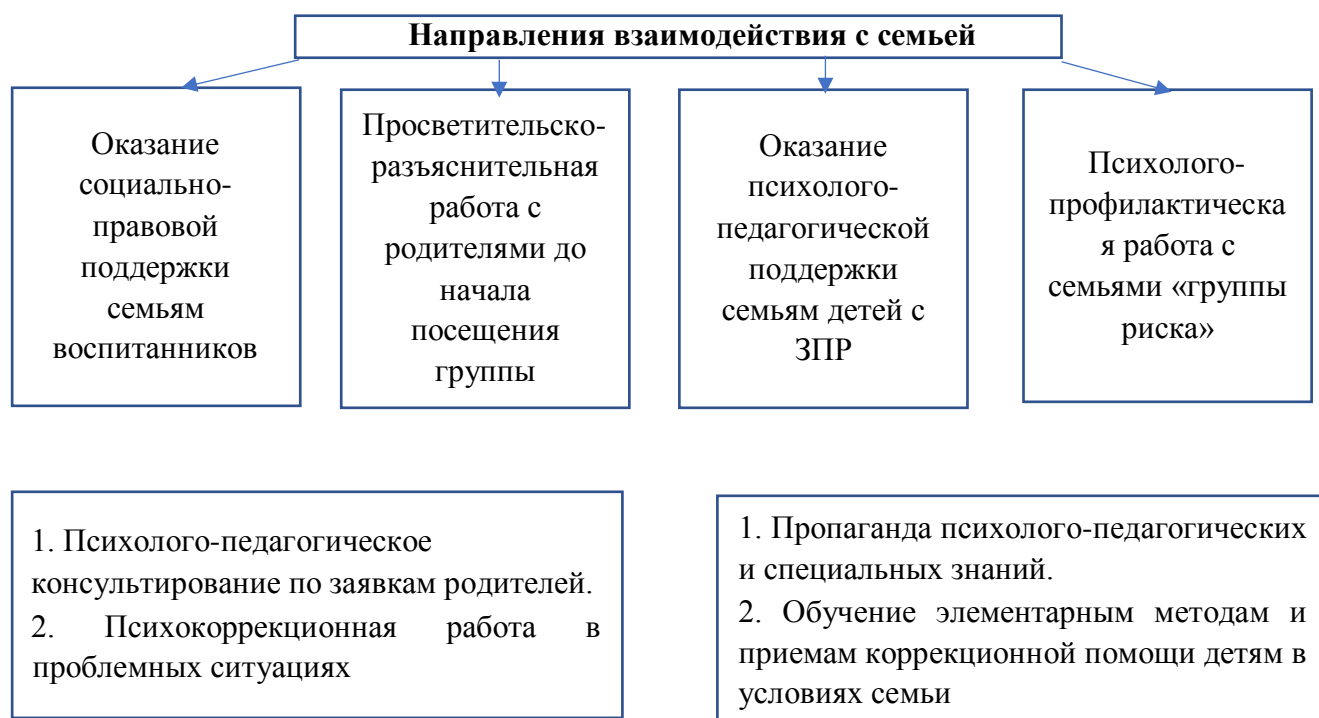 Направления взаимодействия с семьей
Оказание
социально-
правовой
поддержки
семьям
воспитанников
Просветительско-
разъяснительная
работа с
родителями до
начала
посещения
группы
Оказание
психолого-
педагогической
поддержки
семьям детей с
ЗПР
Психолого-
профилактическа
я работа с
семьями «группы
риска»
1. Психолого-педагогическое
консультирование по заявкам родителей.
2. Психокоррекционная работа в
проблемных ситуациях
1. Пропаганда психолого-педагогических
и специальных знаний.
2. Обучение элементарным методам и
приемам коррекционной помощи детям в
условиях семьи